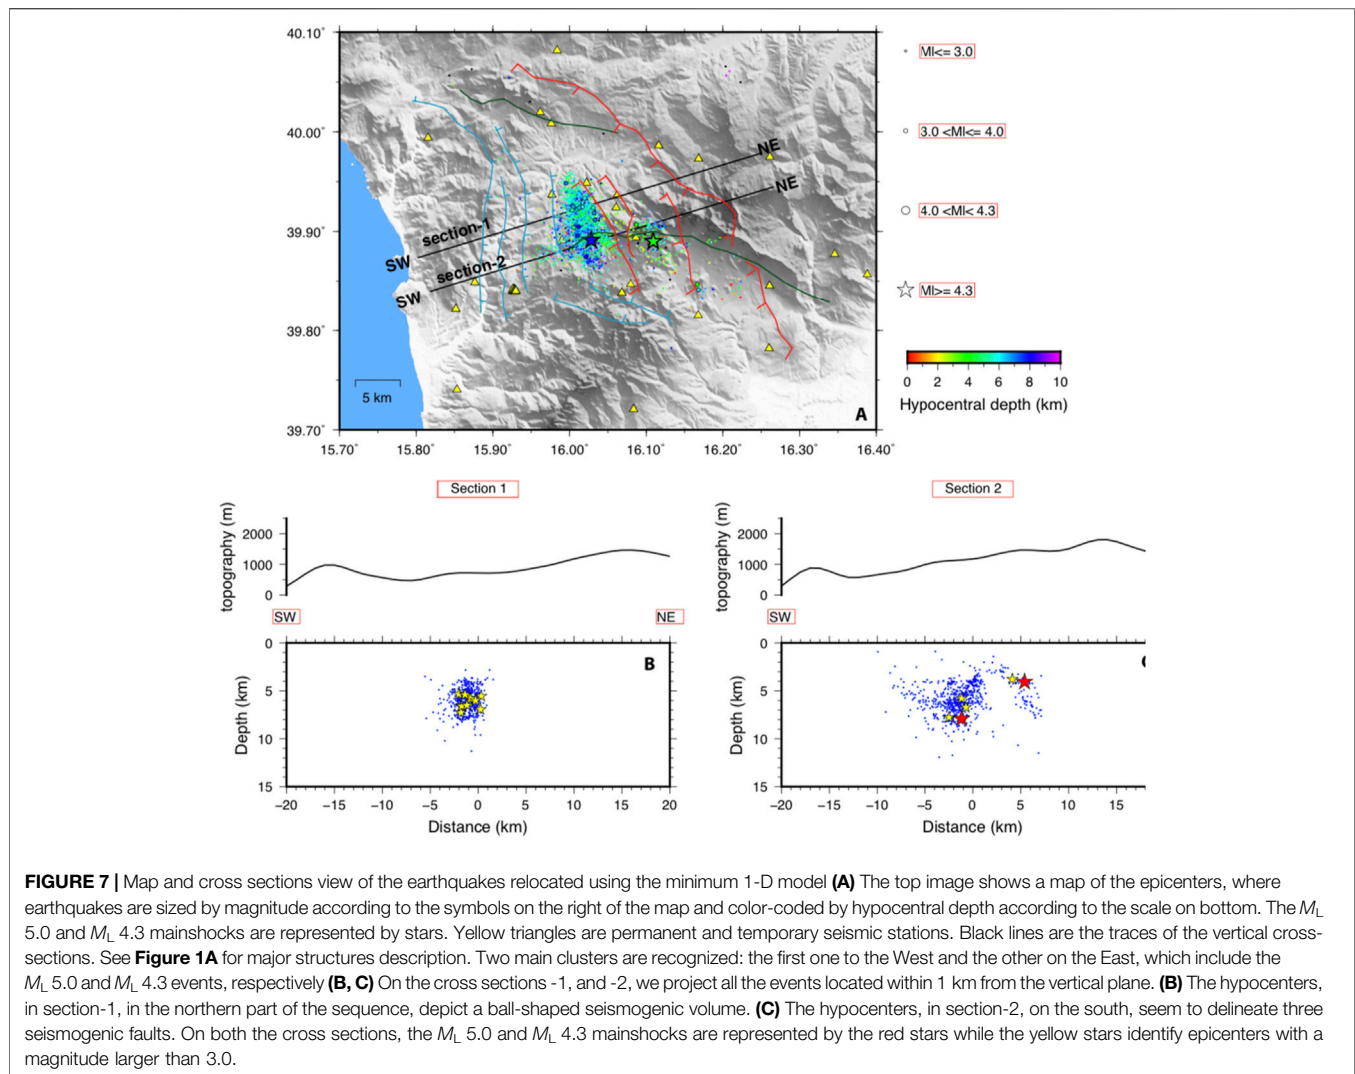 40.10°
40.00°
39.90°
39.80°
39.70°
15.70° 15.80° 15.90° 16.00° 16.10° 16.20° 16.30° 16.40°
NE
NE
section-1
SW
section-2
SW
5 km
A
Ml<= 3.0
3.0 <Ml<= 4.0
4.0 <Ml< 4.3
Ml>= 4.3
0 2 4 6 8 10
Hypocentral depth (km)
Section 1
topography (m)
2000
1000
0
SW NE
0
5
10
15
Depth (km)
B
−20 −15 −10 −5 0 5 10 15 20
Distance (km)
Section 2
topography (m)
2000
1000
0
SW
0
5
10
15
Depth (km)
−20 −15 −10 −5 0 5 10 15
Distance (km)
FIGURE 7 | Map and cross sections view of the earthquakes relocated using the minimum 1-D model (A) The top image shows a map of the epicenters, where
earthquakes are sized by magnitude according to the symbols on the right of the map and color-coded by hypocentral depth according to the scale on bottom. The ML
5.0 and ML 4.3 mainshocks are represented by stars. Yellow triangles are permanent and temporary seismic stations. Black lines are the traces of the vertical cross-
sections. See Figure 1A for major structures description. Two main clusters are recognized: the first one to the West and the other on the East, which include the
ML 5.0 and ML 4.3 events, respectively (B, C) On the cross sections -1, and -2, we project all the events located within 1 km from the vertical plane. (B) The hypocenters,
in section-1, in the northern part of the sequence, depict a ball-shaped seismogenic volume. (C) The hypocenters, in section-2, on the south, seem to delineate three
seismogenic faults. On both the cross sections, the ML 5.0 and ML 4.3 mainshocks are represented by the red stars while the yellow stars identify epicenters with a
magnitude larger than 3.0.